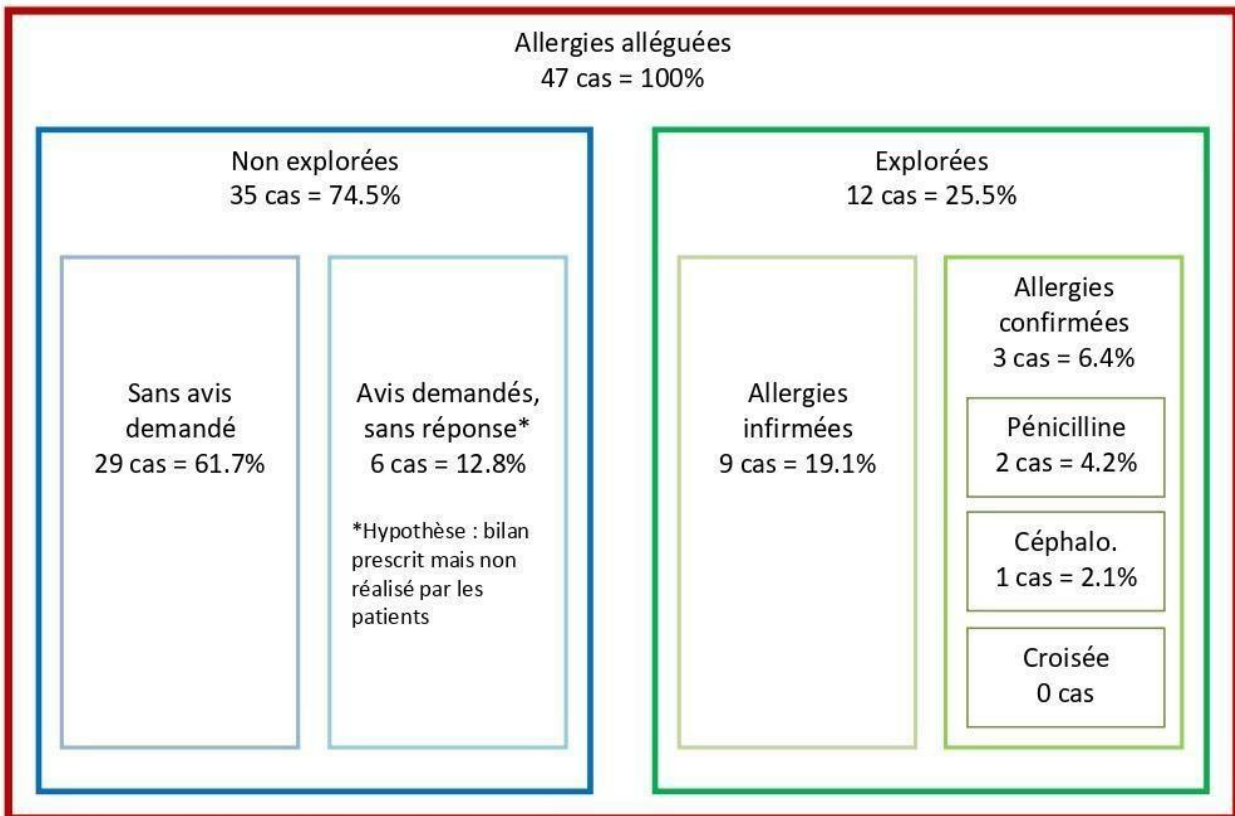 Allergies alléguées
47 cas = 100%
Non explorées
35 cas = 74.5%
Sans avis
demandé
29 cas = 61.7%
Avis demandés,
sans réponse*
6 cas = 12.8%
*Hypothèse : bilan
prescrit mais non
réalisé par les
patients
Explorées
12 cas = 25.5%
Allergies
infirmées
9 cas = 19.1%
Allergies
confirmées
3 cas = 6.4%
Pénicilline
2 cas = 4.2%
Céphalo.
1 cas = 2.1%
Croisée
0 cas